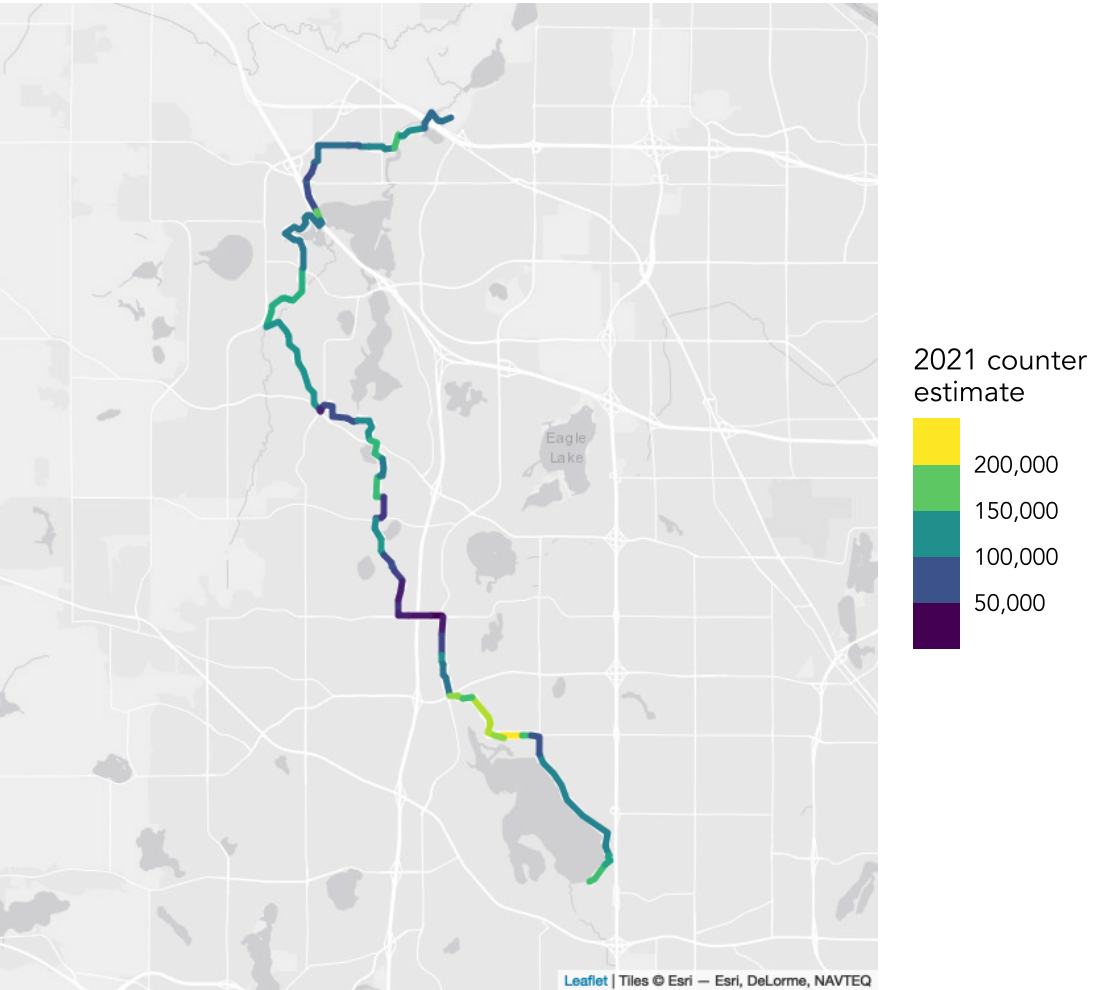 Eagle
Lake
2021 counter
estimate
200,000
150,000
100,000
50,000
Leaflet | Tiles © Esri — Esri, DeLorme, NAVTEQ